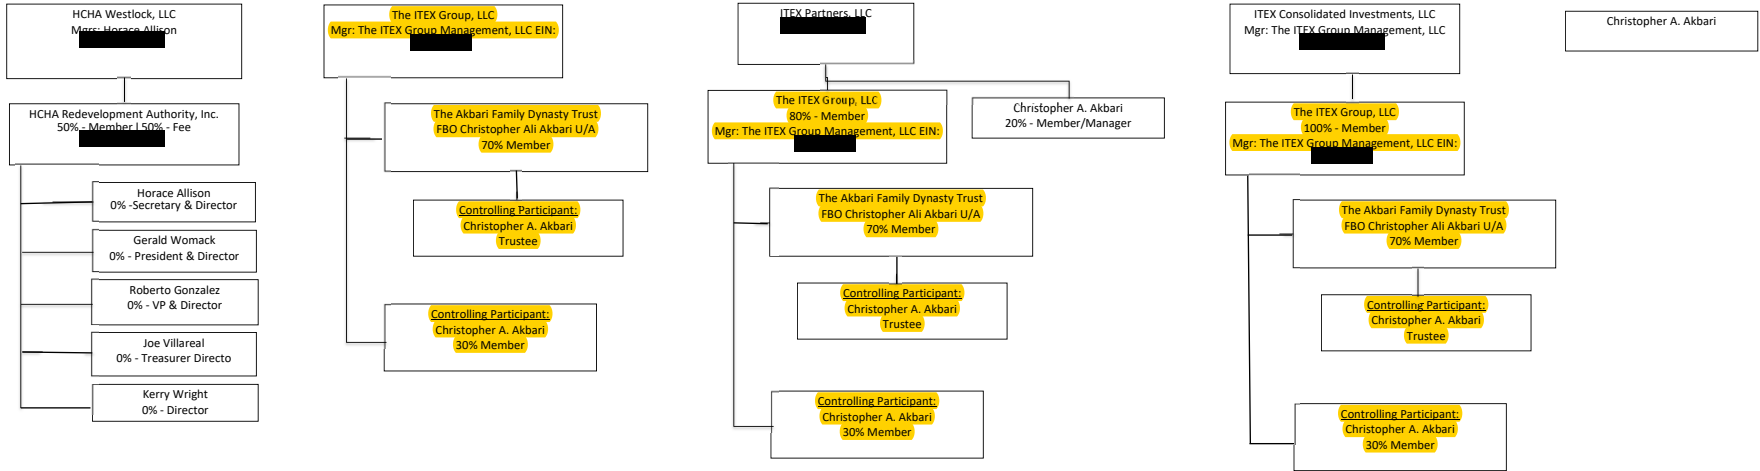 HCHA Westlock, LLC
Mgrs: Horace Allison
HCHA Redevelopment Authority, Inc.
50% - Member | 50% - Fee
Horace Allison
0% -Secretary & Director
Gerald Womack
0% - President & Director
Roberto Gonzalez
0% - VP & Director
Joe Villareal
0% - Treasurer Directo
Kerry Wright
0% - Director
The ITEX Group, LLC
Mgr: The ITEX Group Management, LLC EIN:
The Akbari Family Dynasty Trust
FBO Christopher Ali Akbari U/A
70% Member
Controlling Participant:
Christopher A. Akbari
Trustee
Controlling Participant:
Christopher A. Akbari
30% Member
ITEX Partners, LLC
The ITEX Group, LLC
80% - Member
Mgr: The ITEX Group Management, LLC EIN:
Christopher A. Akbari
20% - Member/Manager
The Akbari Family Dynasty Trust
FBO Christopher Ali Akbari U/A
70% Member
Controlling Participant:
Christopher A. Akbari
Trustee
Controlling Participant:
Christopher A. Akbari
30% Member
ITEX Consolidated Investments, LLC
Mgr: The ITEX Group Management, LLC
The ITEX Group, LLC
100% - Member
Mgr: The ITEX Group Management, LLC EIN:
The Akbari Family Dynasty Trust
FBO Christopher Ali Akbari U/A
70% Member
Controlling Participant:
Christopher A. Akbari
Trustee
Controlling Participant:
Christopher A. Akbari
30% Member
Christopher A. Akbari